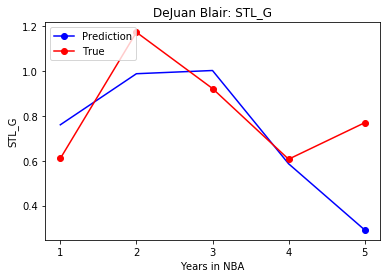 DeJuan Blair: STL_G
Prediction
True
STL_G
1.2
1.0
0.8
0.6
0.4
1 2 3 4 5
Years in NBA